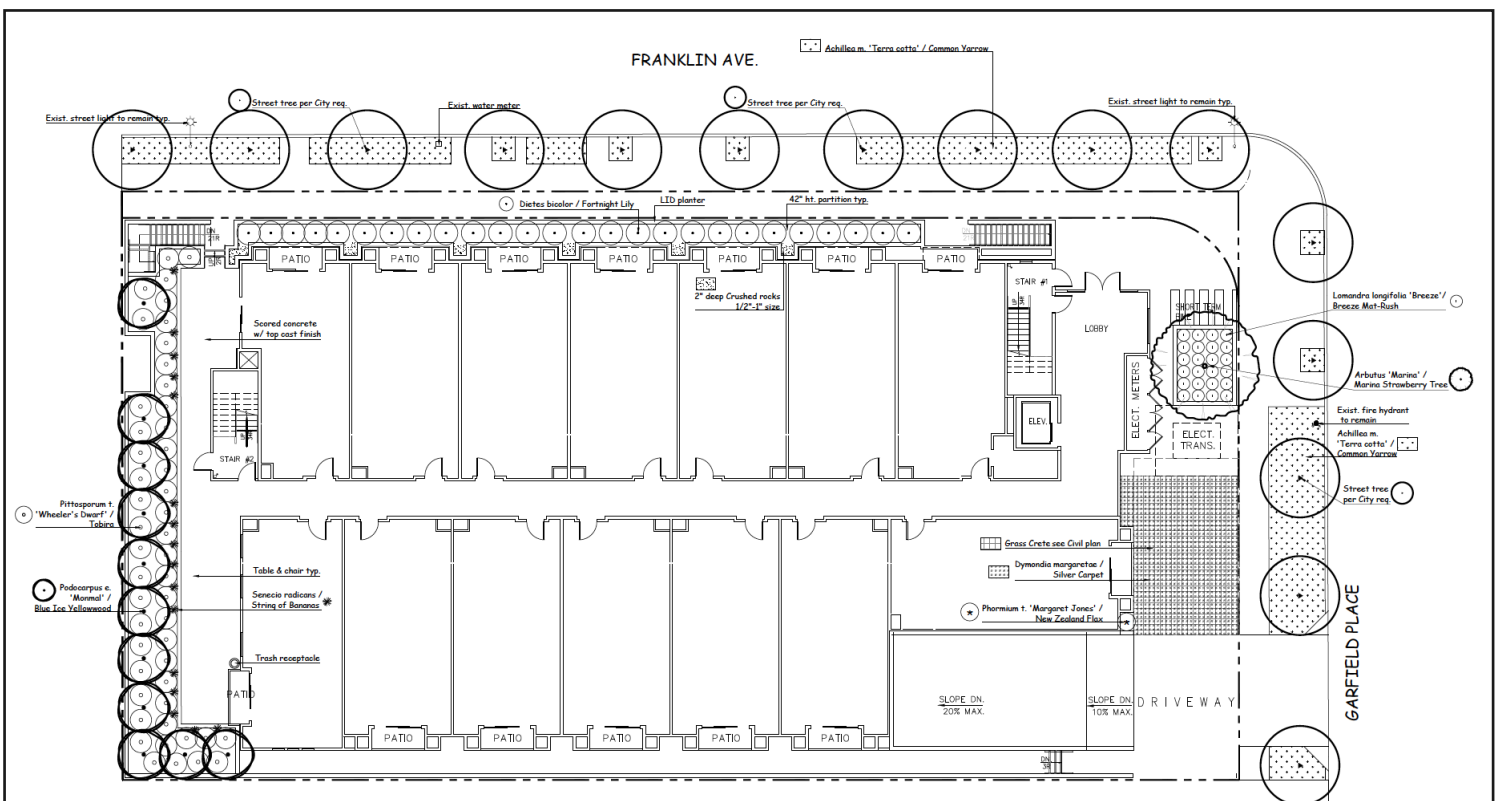 FRANKLIN AVE.
Achillea m. 'Terra cotta' / Common Yarrow
Street tree per City req.
Exist. water meter
Street tree per City req.
Exist. street light to remain typ.
Exist. street light to remain typ.
Dietes bicolor / Fortnight Lily
LID planter
42" ht. partition typ.
DN
21R
UP
PATIO
PATIO
PATIO
PATIO
PATIO
PATIO
PATIO
2" deep Crushed rocks
1/2"-1" size
STAIR #1
UP
LOBBY
SHORT TERM
Lomandra longifolia 'Breeze'/
Breeze Mat-Rush
Scored concrete
w/ top cast finish
Arbutus 'Marina' /
Marina Strawberry Tree
ELECT. METERS
ELEV.
ELECT.
TRANS.
Exist. fire hydrant
to remain
Achillea m.
'Terra cotta' /
Common Yarrow
STAIR #2
UP
Street tree
per City req.
Pittosporum t.
'Wheeler's Dwarf' /
Tobira
Grass Crete see Civil plan
Dymondia margaretae /
Silver Carpet
Table & chair typ.
Podocarpus e.
'Monmal' /
Blue Ice Yellowwood
Senecio radicans /
String of Bananas
Phormium t. 'Margaret Jones' /
New Zealand Flax
Trash receptacle
GARFIELD PLACE
PATIO
SLOPE DN.
20% MAX.
SLOPE DN.
10% MAX.
DRIVEWAY
PATIO
PATIO
PATIO
PATIO
PATIO
DN
3R